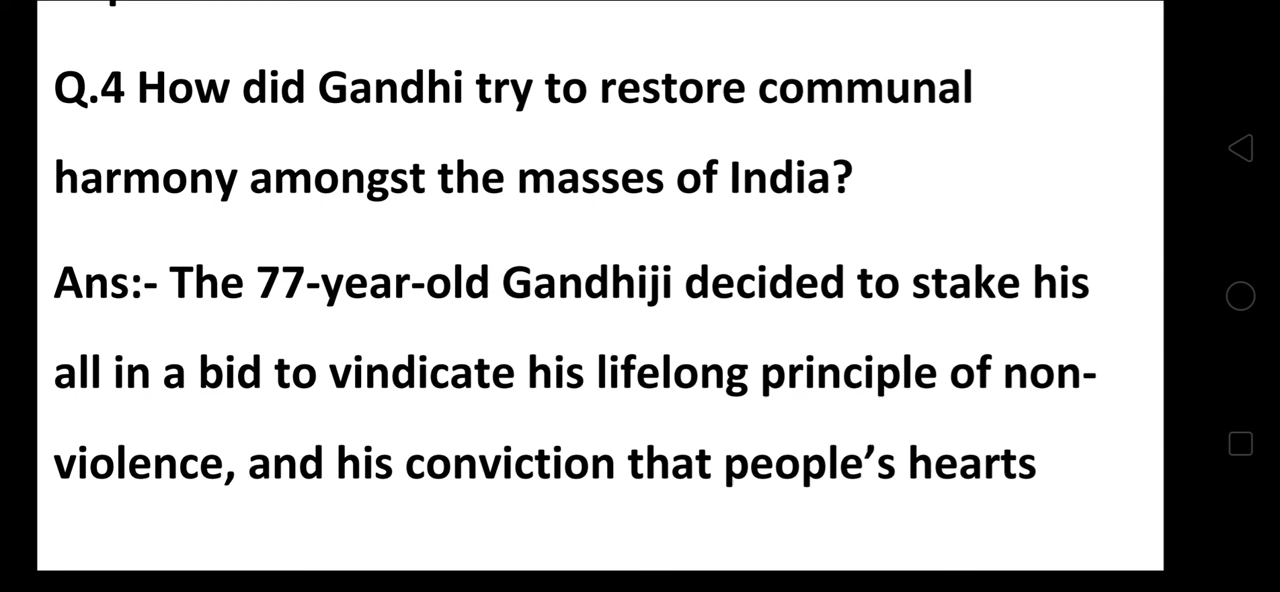 Q.4 How did Gandhi try to restore communal
harmony amongst the masses of India?
Ans:- The 77-year-old Gandhiji decided to stake his
all in a bid to vindicate his lifelong principle of non-
violence, and his conviction that people’s hearts